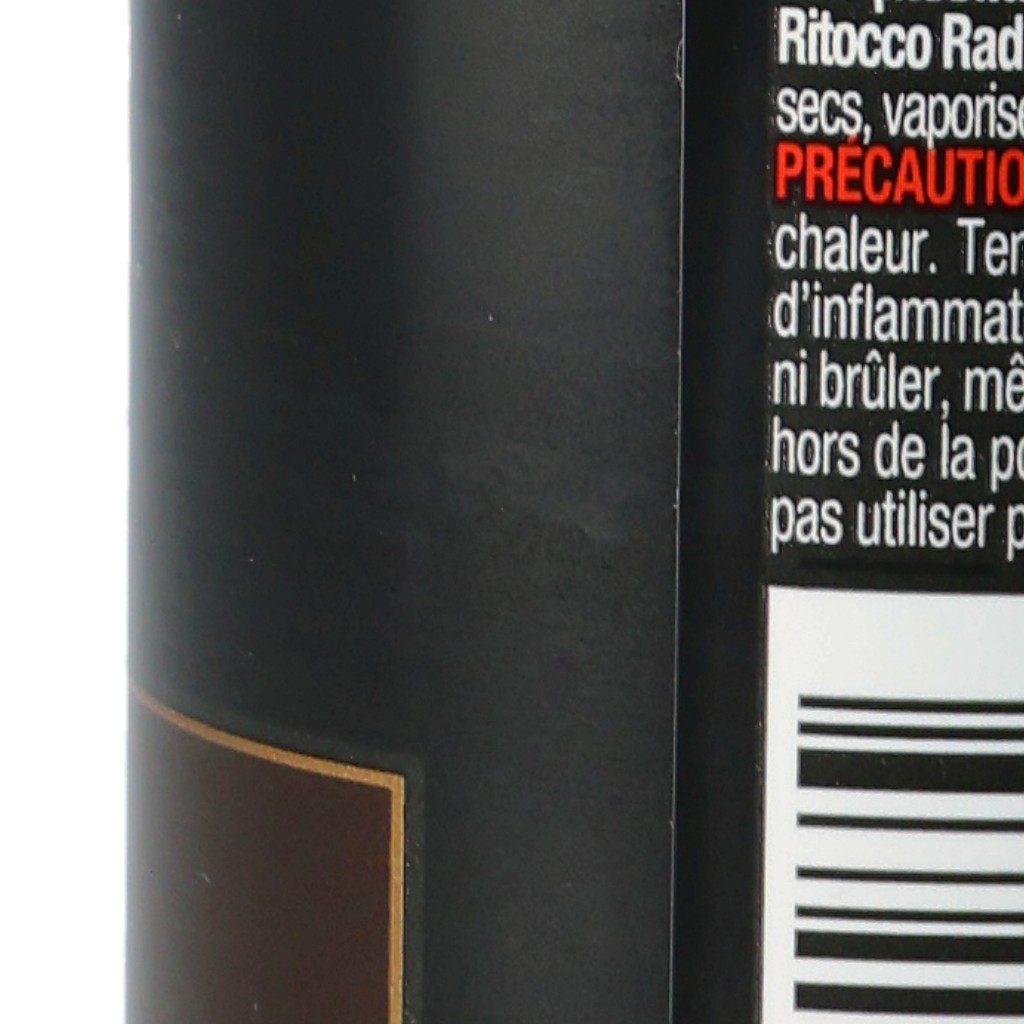 Ritocco Rad
secs, vaporise
PRÉCAUTIO
chaleur. Ter
d'inflammat
ni brûler, mê
hors de la po
pas utiliser p